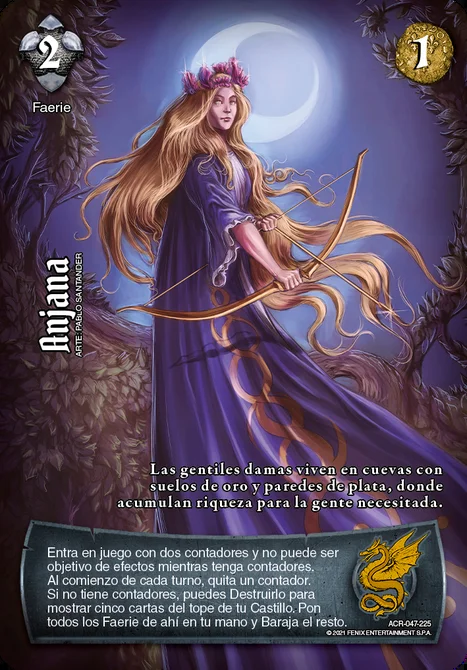 2
1
Faerie
Anjana
ARTE: PABLO SANTANDER
Las gentiles damas viven en cuevas con
suelos de oro y paredes de plata, donde
acumulan riqueza para la gente necesitada.
Entra en juego con dos contadores y no puede ser
objetivo de efectos mientras tenga contadores.
Al comienzo de cada turno, quita un contador.
Si no tiene contadores, puedes Destruirlo para
mostrar cinco cartas del tope de tu Castillo. Pon
todos los Faerie de ahí en tu mano y Baraja el resto.
ACR-047-225
© 2021 FENIX ENTERTAINMENT S.P.A.